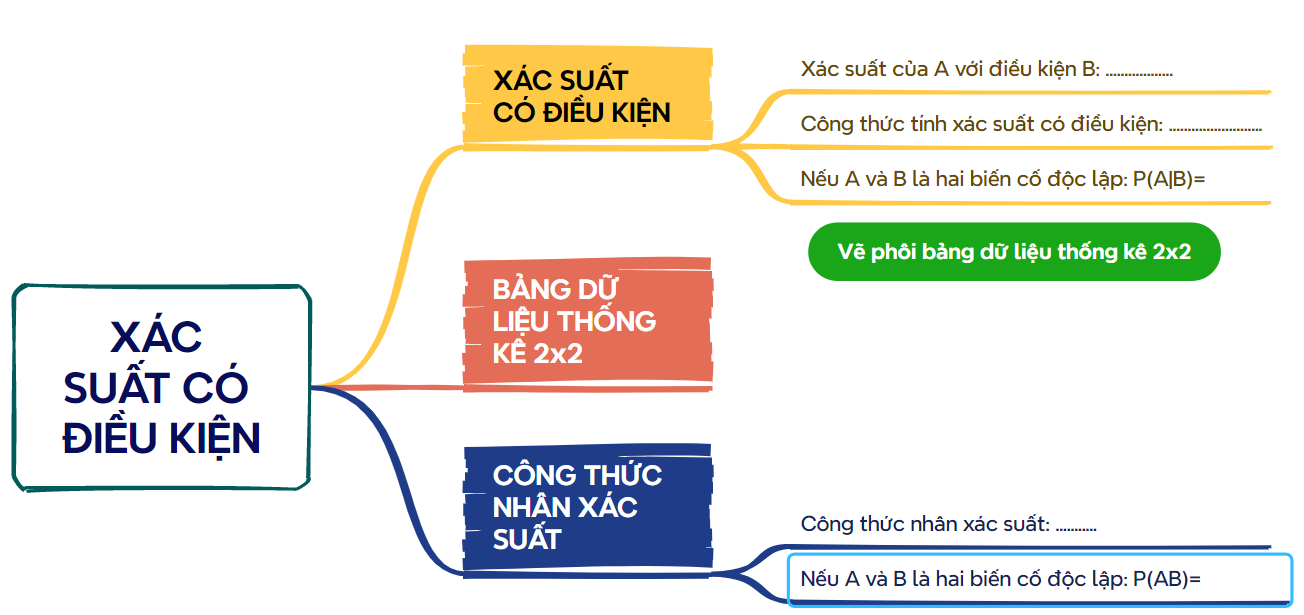 XÁC SUẤT
CÓ ĐIỀU KIỆN
Xác suất của A với điều kiện B: ..................
Công thức tính xác suất có điều kiện: .........................
Nếu A và B là hai biến cố độc lập: P(A|B)=
Vẽ phôi bảng dữ liệu thống kê 2x2
BẢNG DỮ
LIỆU THỐNG
KÊ 2x2
XÁC
SUẤT CÓ
ĐIỀU KIỆN
CÔNG THỨC
NHÂN XÁC
SUẤT
Công thức nhân xác suất: ...........
Nếu A và B là hai biến cố độc lập: P(AB)=